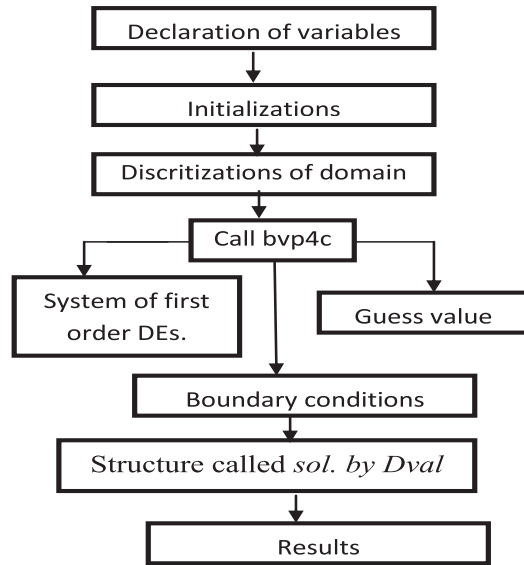 Declaration of variables
Initializations
Discritizations of domain
Call bvp4c
System of first
order DEs.
Guess value
Boundary conditions
Structure called sol. by Dval
Results